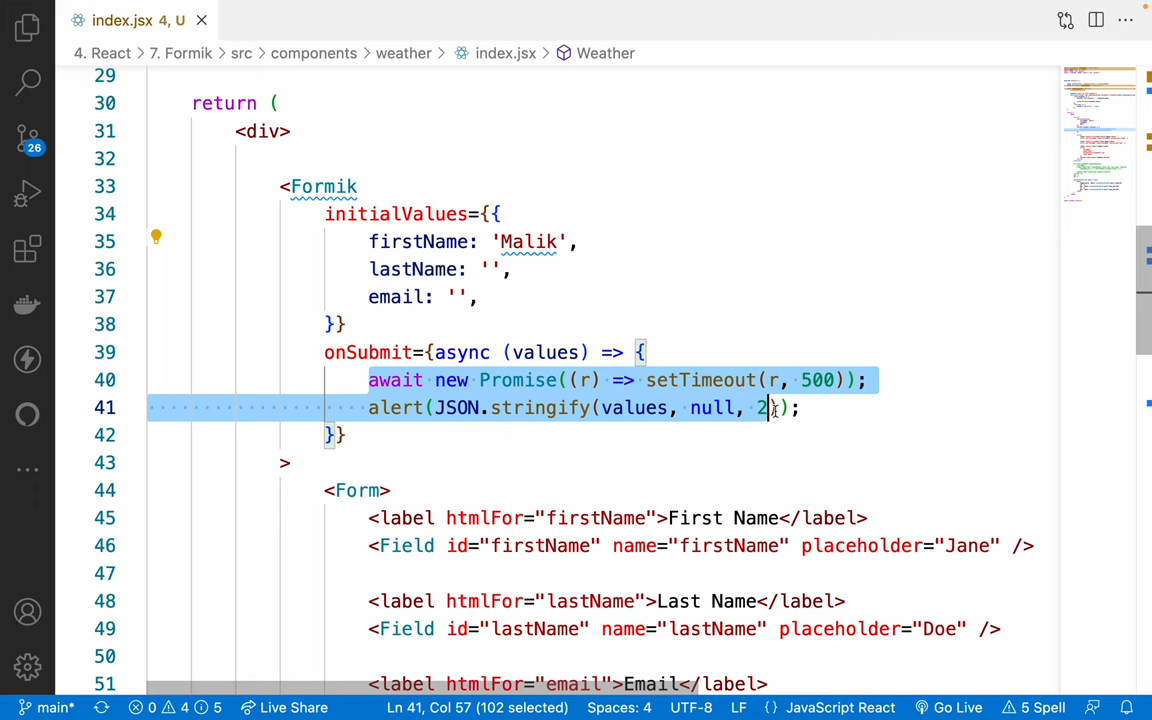 index.jsx 4, U
4. React > 7. Formik > src > components > weather > index.jsx > Weather
29
30 return (
31 <div>
32
33 <Formik
34 initialValues={{
35 firstName: 'Malik',
36 lastName: '',
37 email: '',
38 }}
39 onSubmit={async (values) => {
40 await new Promise((r) => setTimeout(r, 500));
41 alert(JSON.stringify(values, null, 2));
42 }}
43 >
44 <Form>
45 <label htmlFor="firstName">First Name</label>
46 <Field id="firstName" name="firstName" placeholder="Jane" />
47
48 <label htmlFor="lastName">Last Name</label>
49 <Field id="lastName" name="lastName" placeholder="Doe" />
50
51 <label htmlFor="email">Email</label>
26
main* 0 4 5 Live Share Ln 41, Col 57 (102 selected) Spaces: 4 UTF-8 LF {} JavaScript React Go Live 5 Spell